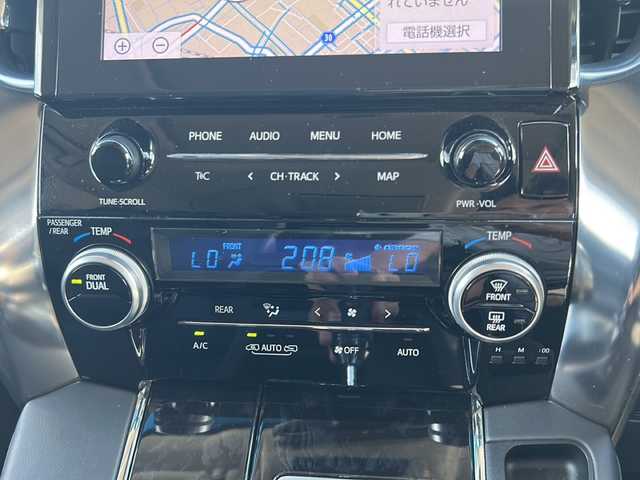 れていません
電話機選択
30
PHONE AUDIO MENU HOME
T&C < CH·TRACK > MAP
TUNE·SCROLL
PWR·VOL
PASSENGER /REAR
TEMP
TEMP
FRONT
LO 208 LO
FRONT DUAL
FRONT
REAR
REAR < >
A/C AUTO OFF AUTO
H M :00